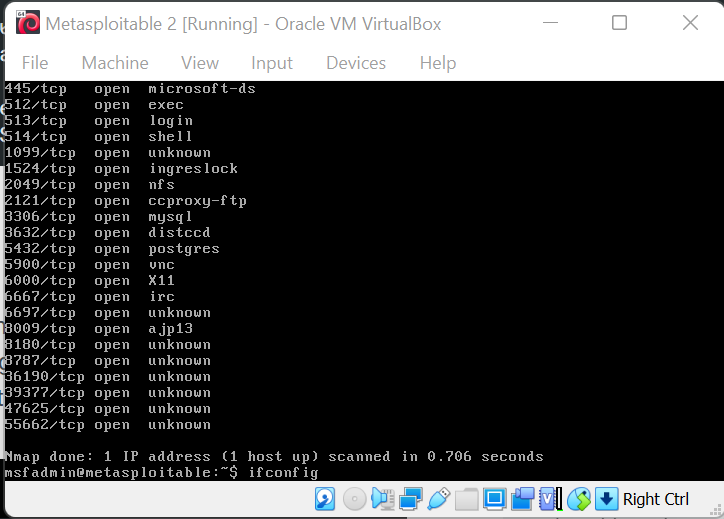 Metasploitable 2 [Running] - Oracle VM VirtualBox
File Machine View Input Devices Help
445/tcp open microsoft-ds
512/tcp open exec
513/tcp open login
514/tcp open shell
1099/tcp open unknown
1524/tcp open ingreslock
2049/tcp open nfs
2121/tcp open ccproxy-ftp
3306/tcp open mysql
3632/tcp open distccd
5432/tcp open postgres
5900/tcp open vnc
6000/tcp open X11
6667/tcp open irc
6697/tcp open unknown
8009/tcp open ajp13
8180/tcp open unknown
8787/tcp open unknown
36190/tcp open unknown
39377/tcp open unknown
47625/tcp open unknown
55662/tcp open unknown
Nmap done: 1 IP address (1 host up) scanned in 0.706 seconds
msfadmin@metasploitable:~$ ifconfig
Right Ctrl